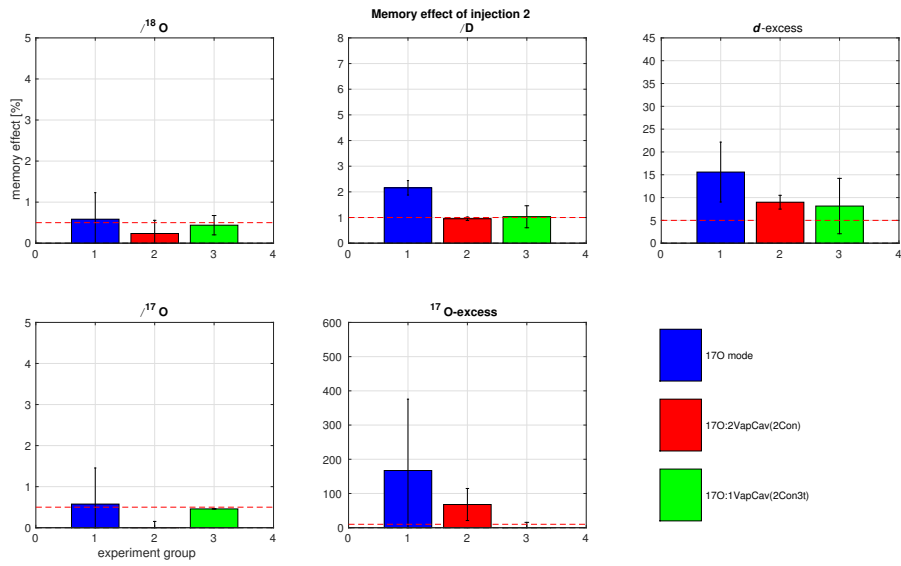 Memory effect of injection 2
/18 O
/D
d-excess
5
4
3
2
1
0
memory effect [%]
0 1 2 3 4
8
7
6
5
4
3
2
1
0
0 1 2 3 4
45
40
35
30
25
20
15
10
5
0
0 1 2 3 4
/17 O
17 O-excess
5
4
3
2
1
0
0 1 2 3 4
experiment group
600
500
400
300
200
100
0
0 1 2 3 4
17O mode
17O:2VapCav(2Con)
17O:1VapCav(2Con3t)